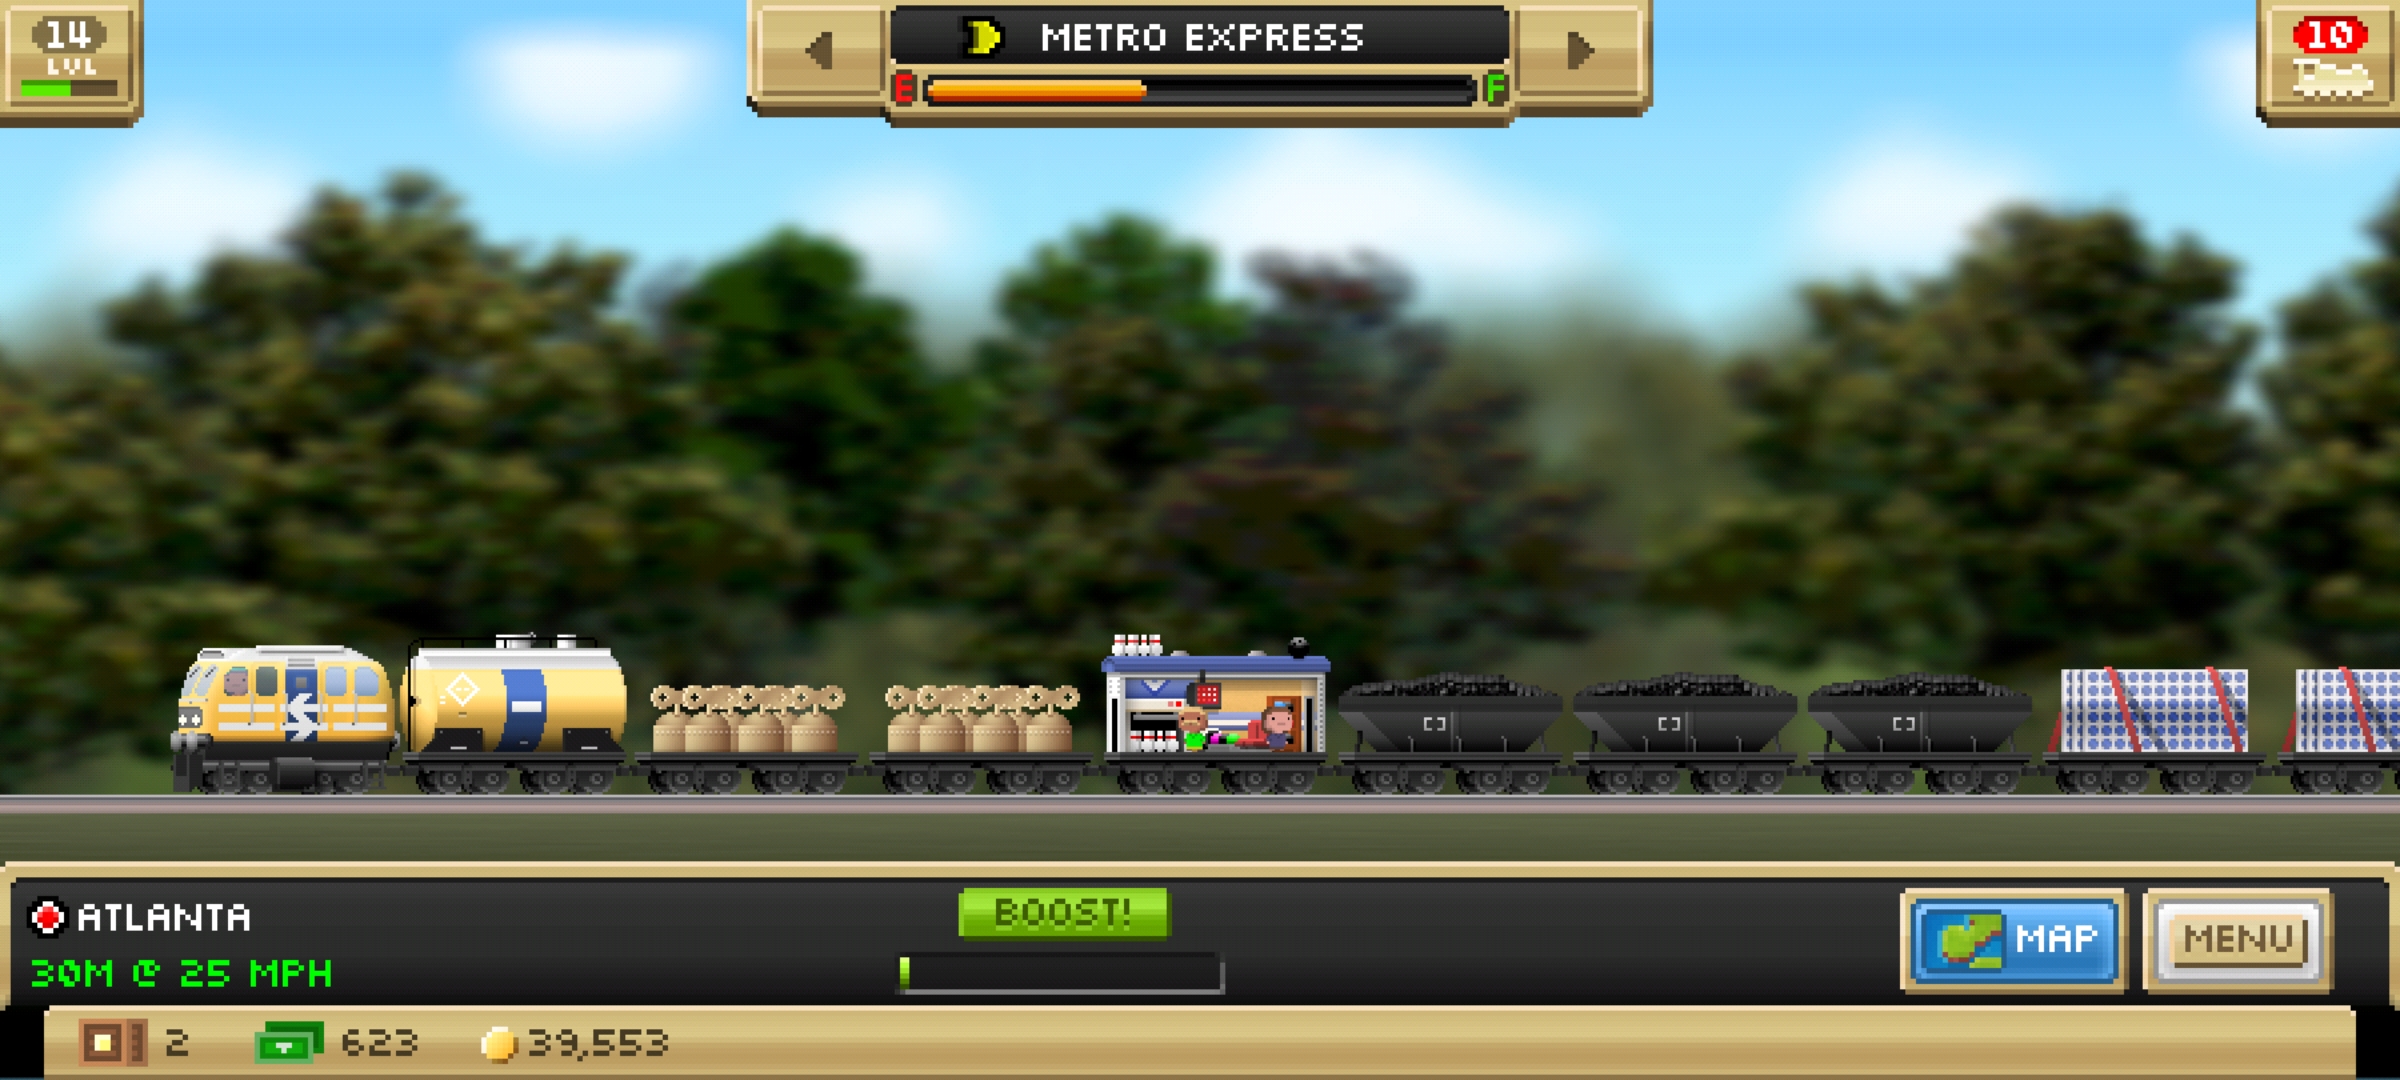 14
LVL
METRO EXPRESS
E F
10
ATLANTA
30M @ 25 MPH
BOOST!
MAP
MENU
2
623
39,553